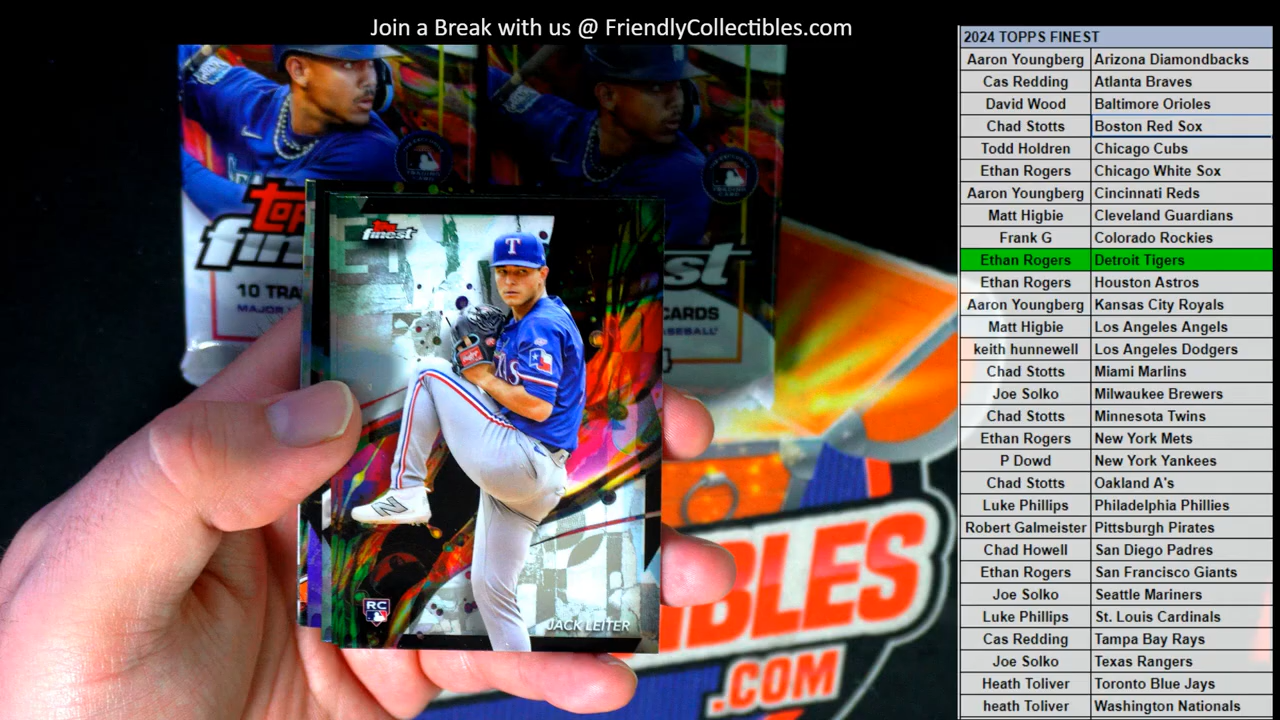 Join a Break with us @ FriendlyCollectibles.com
2024 TOPPS FINEST
Aaron Youngberg Arizona Diamondbacks
Cas Redding Atlanta Braves
David Wood Baltimore Orioles
Chad Stotts Boston Red Sox
Todd Holdren Chicago Cubs
Ethan Rogers Chicago White Sox
Aaron Youngberg Cincinnati Reds
Matt Higbie Cleveland Guardians
Frank G Colorado Rockies
Ethan Rogers Detroit Tigers
Ethan Rogers Houston Astros
Aaron Youngberg Kansas City Royals
Matt Higbie Los Angeles Angels
keith hunnewell Los Angeles Dodgers
Chad Stotts Miami Marlins
Joe Solko Milwaukee Brewers
Chad Stotts Minnesota Twins
Ethan Rogers New York Mets
P Dowd New York Yankees
Chad Stotts Oakland A's
Luke Phillips Philadelphia Phillies
Robert Galmeister Pittsburgh Pirates
Chad Howell San Diego Padres
Ethan Rogers San Francisco Giants
Joe Solko Seattle Mariners
Luke Phillips St. Louis Cardinals
Cas Redding Tampa Bay Rays
Joe Solko Texas Rangers
Heath Toliver Toronto Blue Jays
heath Toliver Washington Nationals
topps
finest
T
N
RC
JACK LEITER
top
fines
10 TRA
MAJOR
st
CARDS
ASEBALL
IBLES
.COM